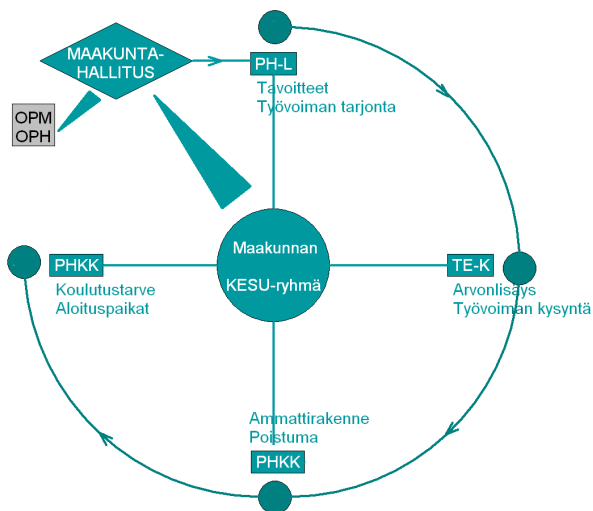 MAAKUNTA-
HALLITUS
PH-L
Tavoitteet
Työvoiman tarjonta
OPM
OPH
Maakunnan
KESU-ryhmä
PHKK
Koulutustarve
Aloituspaikat
TE-K
Arvonlisäys
Työvoiman kysyntä
Ammattirakenne
Poistuma
PHKK